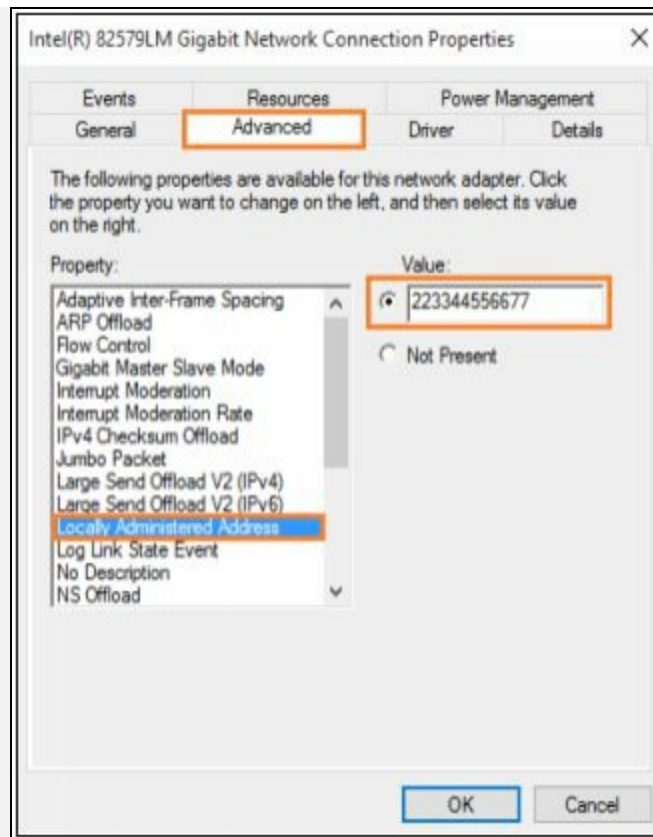 Intel(R) 82579LM Gigabit Network Connection Properties
Events Resources Power Management
General Advanced Driver Details
The following properties are available for this network adapter. Click
the property you want to change on the left, and then select its value
on the right.
Property:
Value:
Adaptive Inter-Frame Spacing
ARP Offload
Flow Control
Gigabit Master Slave Mode
Interrupt Moderation
Interrupt Moderation Rate
IPv4 Checksum Offload
Jumbo Packet
Large Send Offload V2 (IPv4)
Large Send Offload V2 (IPv6)
Locally Administered Address
Log Link State Event
No Description
NS Offload
223344556677
Not Present
OK Cancel